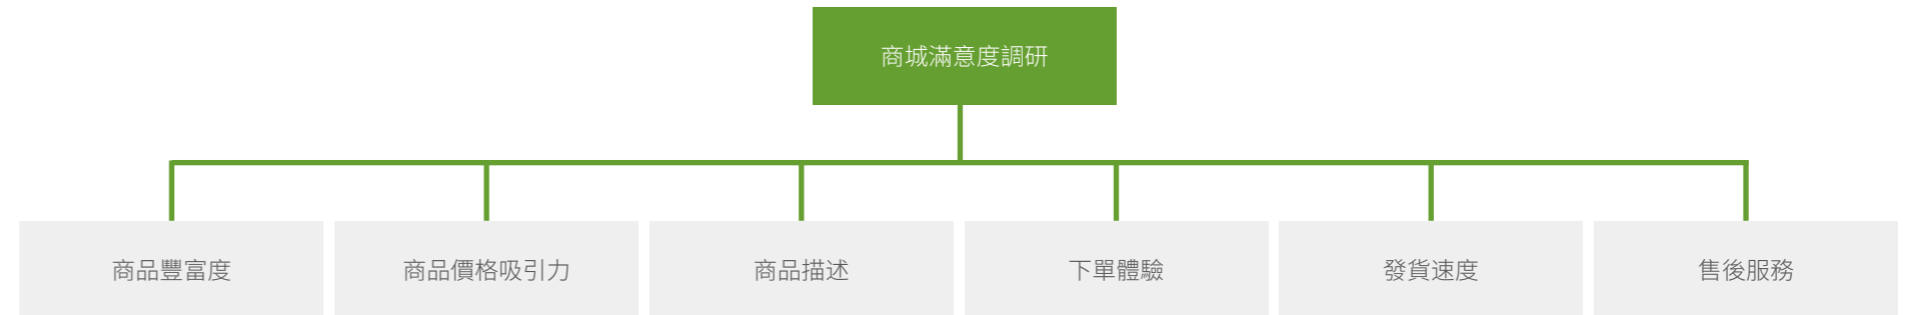 商城滿意度調研
商品豐富度
商品價格吸引力
商品描述
下單體驗
發貨速度
售後服務